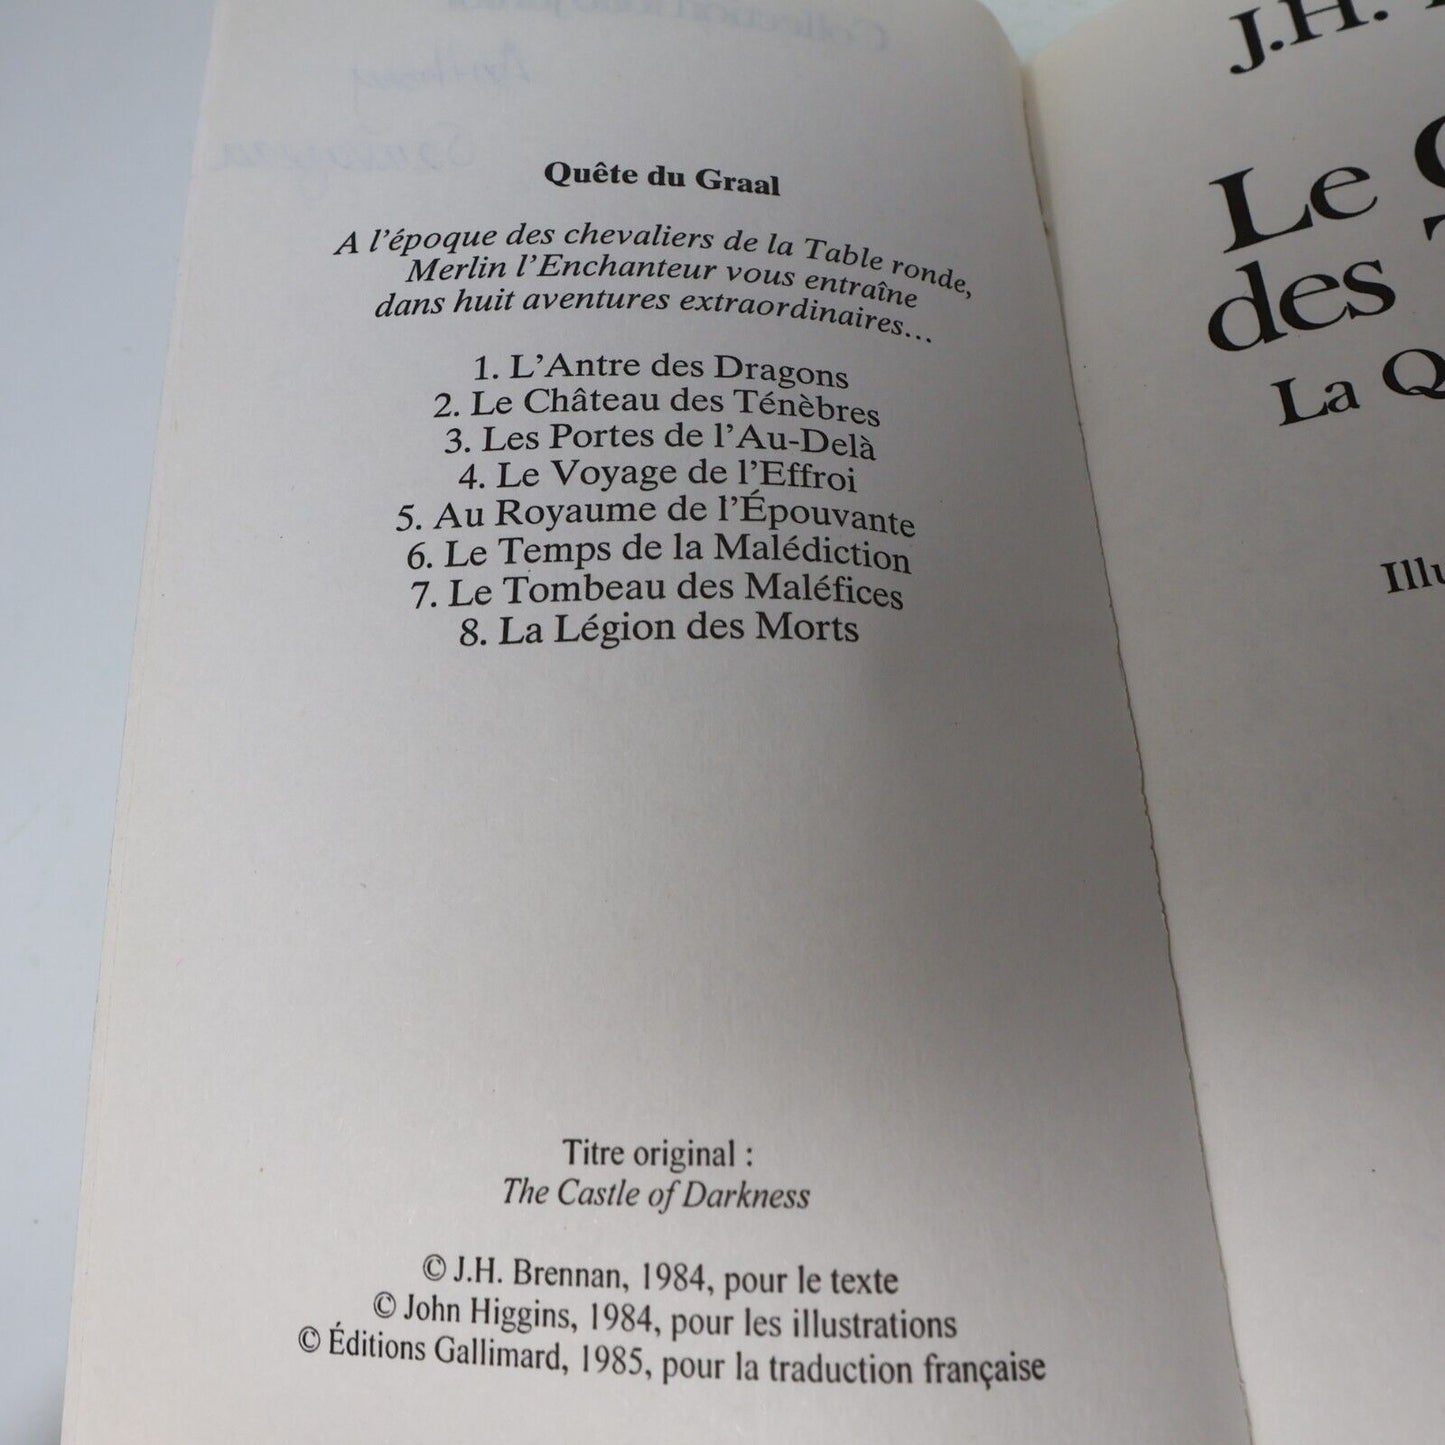 Quête du Graal
A l'époque des chevaliers de la Table ronde,
Merlin l'Enchanteur vous entraîne
dans huit aventures extraordinaires...
1. L'Antre des Dragons
2. Le Château des Ténèbres
3. Les Portes de l'Au-Delà
4. Le Voyage de l'Effroi
5. Au Royaume de l'Épouvante
6. Le Temps de la Malédiction
7. Le Tombeau des Maléfices
8. La Légion des Morts
Titre original :
The Castle of Darkness
© J.H. Brennan, 1984, pour le texte
© John Higgins, 1984, pour les illustrations
© Éditions Gallimard, 1985, pour la traduction française
J.H.
Le
des
La